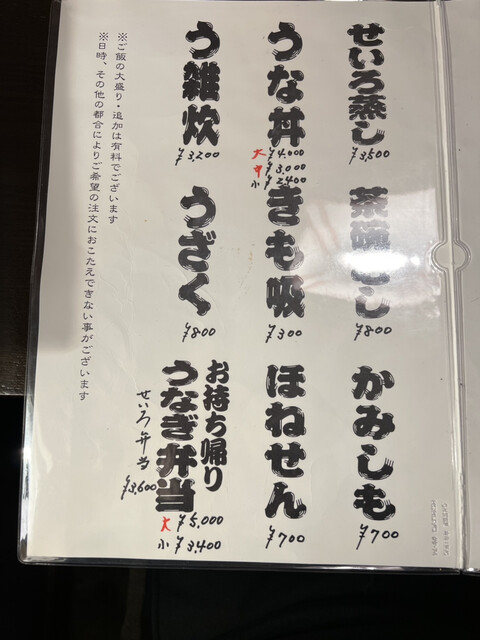 せいろ蒸し
¥3,500
茶碗むし
¥800
かみしも
¥700
うな丼
大 ¥4,000
中 ¥3,000
小 ¥2400
きも吸
¥300
ほねせん
¥700
う雑炊
¥3,200
うざく
¥800
お持ち帰り
うなぎ弁当
大 ¥5,000
小 ¥3,400
せいろ弁当
¥3,600
※ご飯の大盛り・追加は有料でございます
※日時、その他の都合によりご希望の注文におこたえできない事がございます